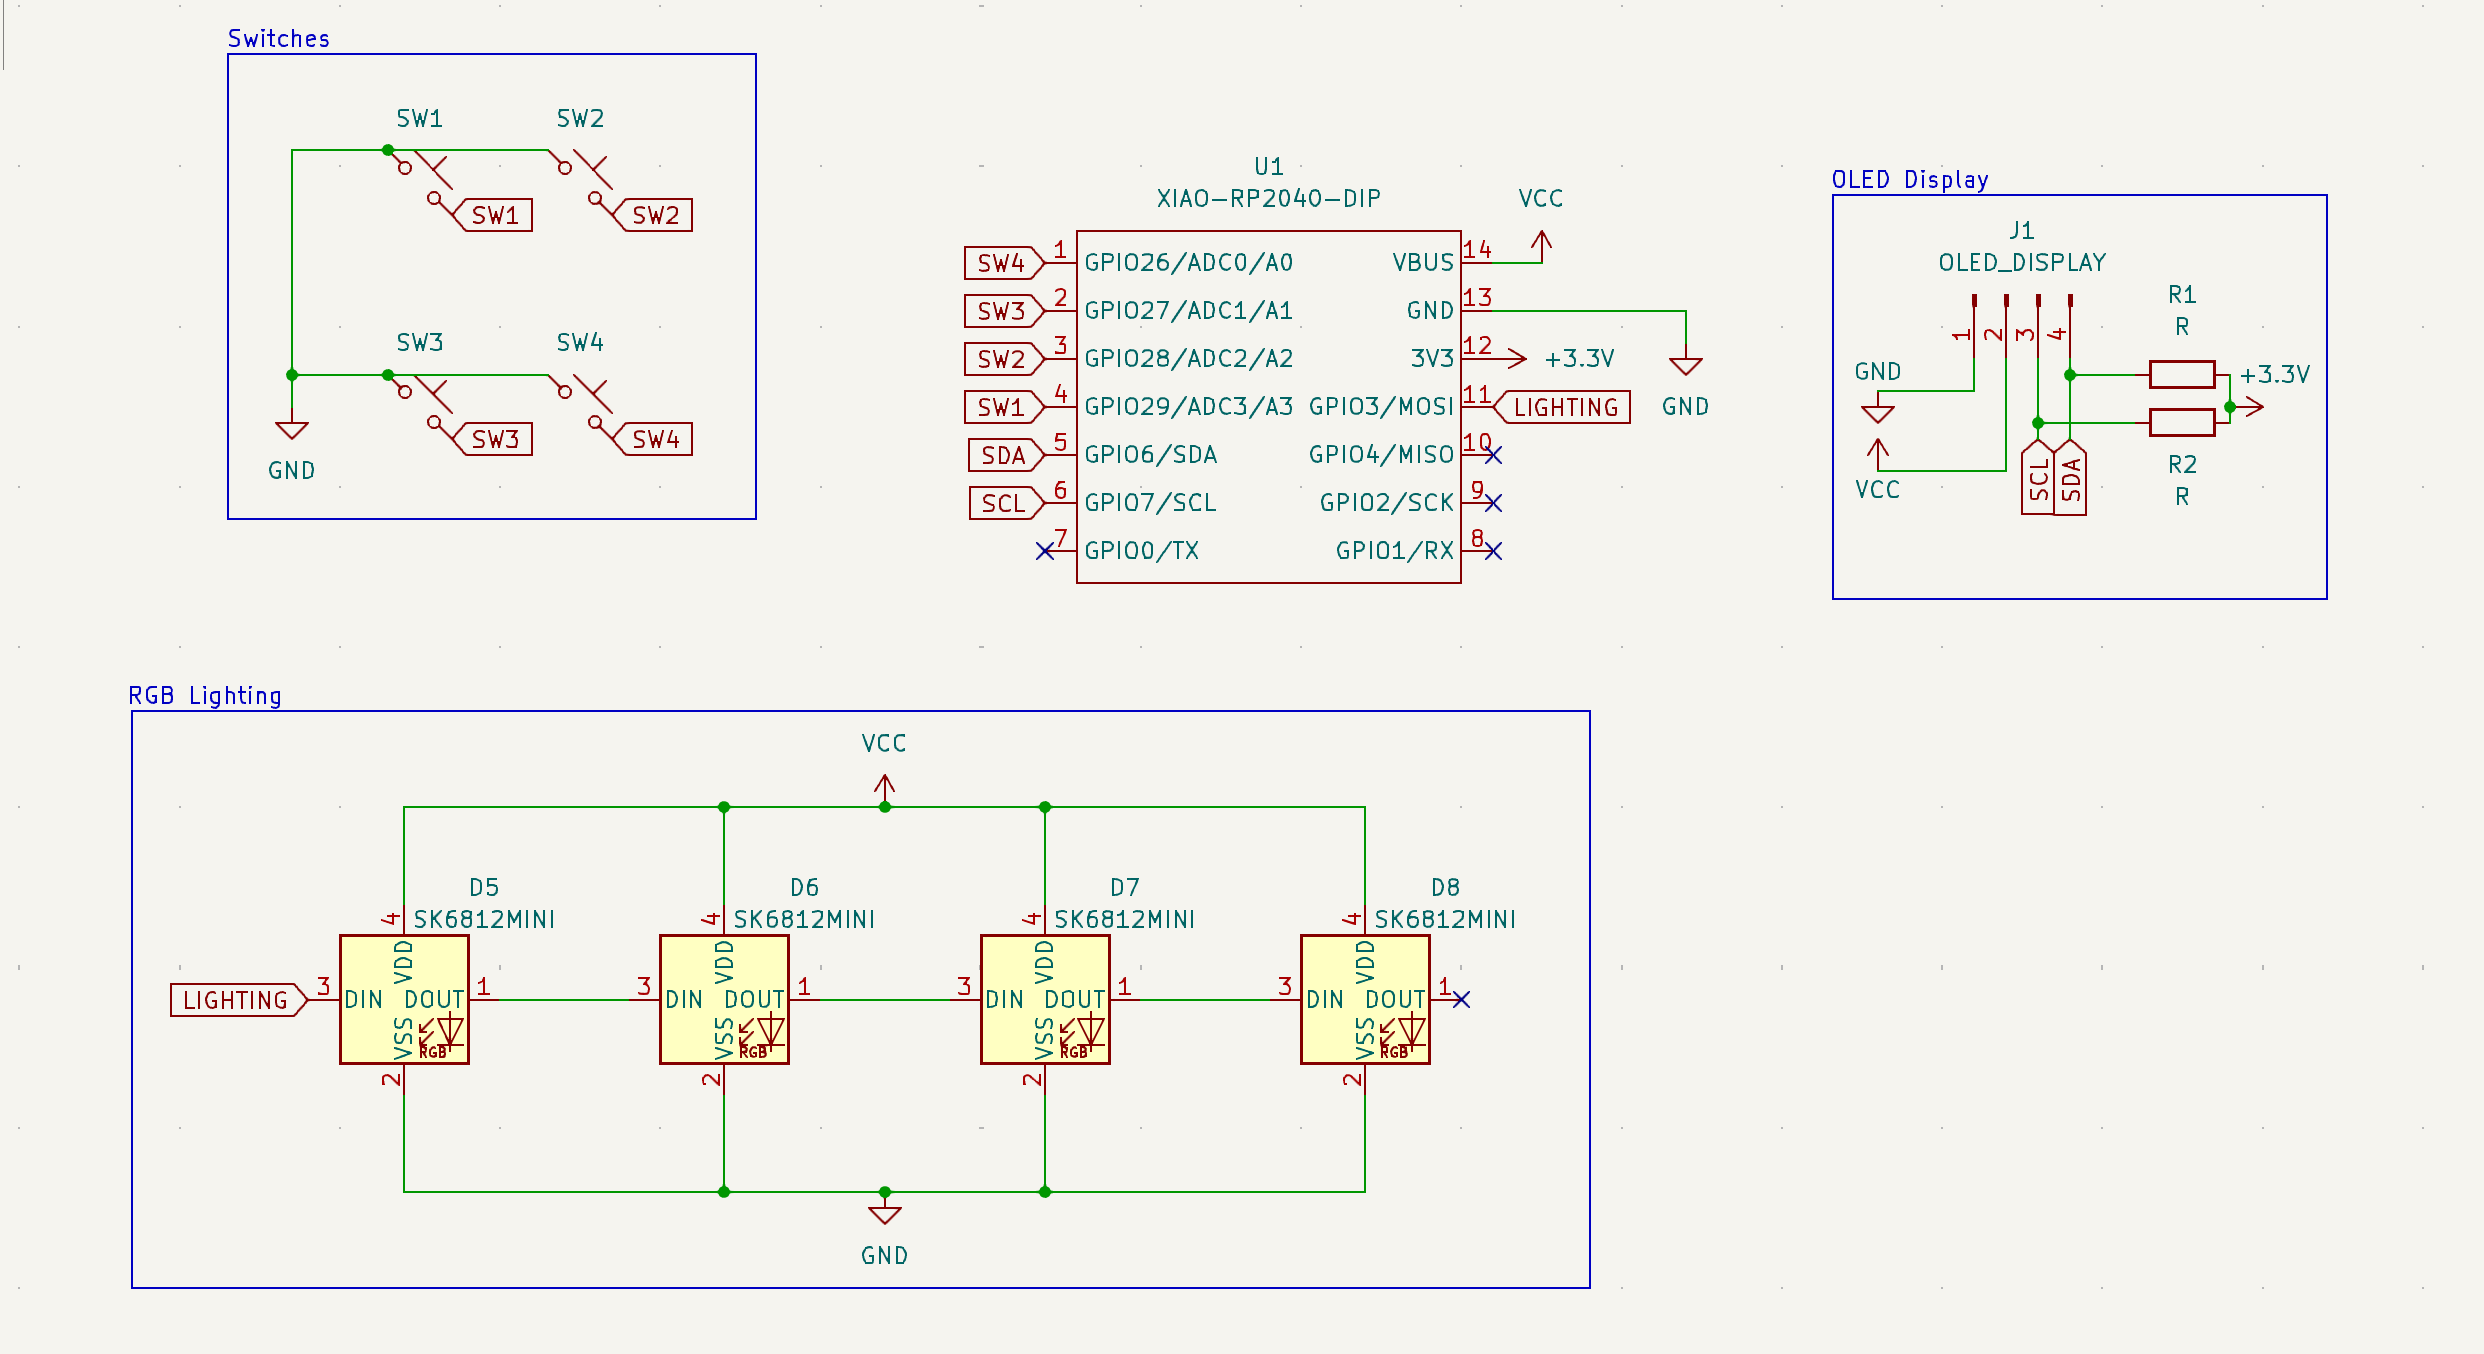 Switches
SW1
SW2
SW1
SW2
SW3
SW4
SW3
SW4
GND
U1
XIAO-RP2040-DIP
VCC
SW4 1 GPIO26/ADC0/A0 VBUS 14
SW3 2 GPIO27/ADC1/A1 GND 13
SW2 3 GPIO28/ADC2/A2 3V3 12 +3.3V
SW1 4 GPIO29/ADC3/A3 GPIO3/MOSI 11 LIGHTING GND
SDA 5 GPIO6/SDA GPIO4/MISO 10
SCL 6 GPIO7/SCL GPIO2/SCK 9
7 GPIO0/TX GPIO1/RX 8
OLED Display
J1
OLED_DISPLAY
1 2 3 4
R1
R
GND
+3.3V
VCC
SCL
SDA
R2
R
RGB Lighting
VCC
D5
SK6812MINI
4
VDD
LIGHTING 3 DIN DOUT 1
VSS
RGB
2
D6
SK6812MINI
4
VDD
3 DIN DOUT 1
VSS
RGB
2
D7
SK6812MINI
4
VDD
3 DIN DOUT 1
VSS
RGB
2
D8
SK6812MINI
4
VDD
3 DIN DOUT 1
VSS
RGB
2
GND